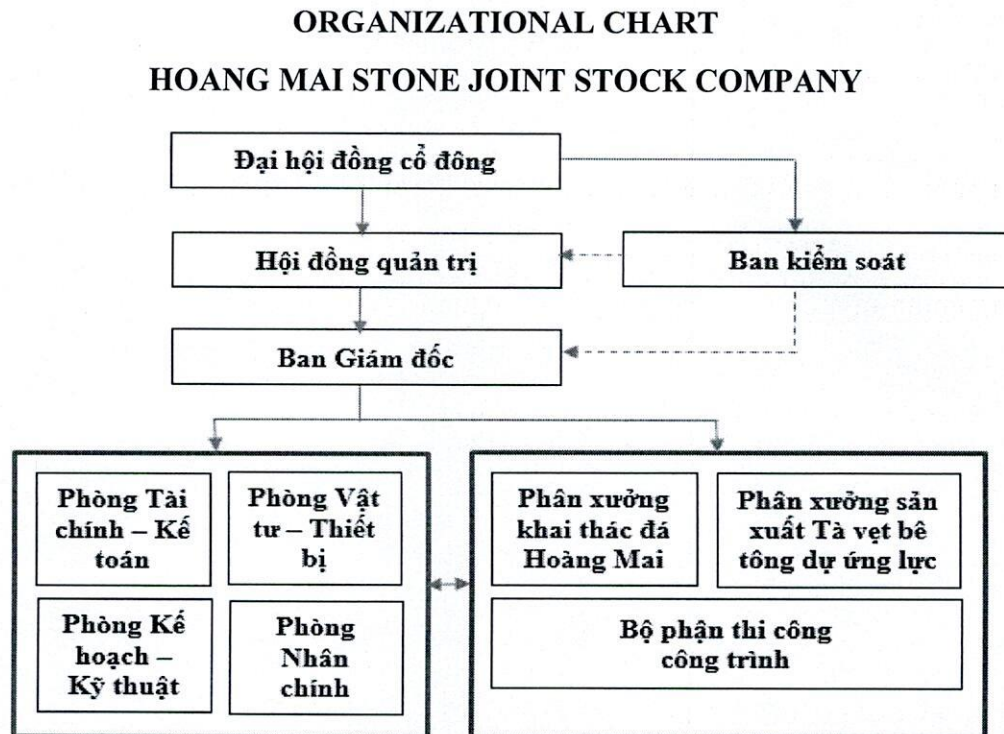 ORGANIZATIONAL CHART
HOANG MAI STONE JOINT STOCK COMPANY
Đại hội đồng cổ đông
Hội đồng quản trị
Ban kiểm soát
Ban Giám đốc
Phòng Tài
chính – Kế
toán
Phòng Vật
tư – Thiết
bị
Phân xưởng
khai thác đá
Hoàng Mai
Phân xưởng sản
xuất Tà vẹt bê
tông dự ứng lực
Phòng Kế
hoạch –
Kỹ thuật
Phòng
Nhân
chính
Bộ phận thi công
công trình